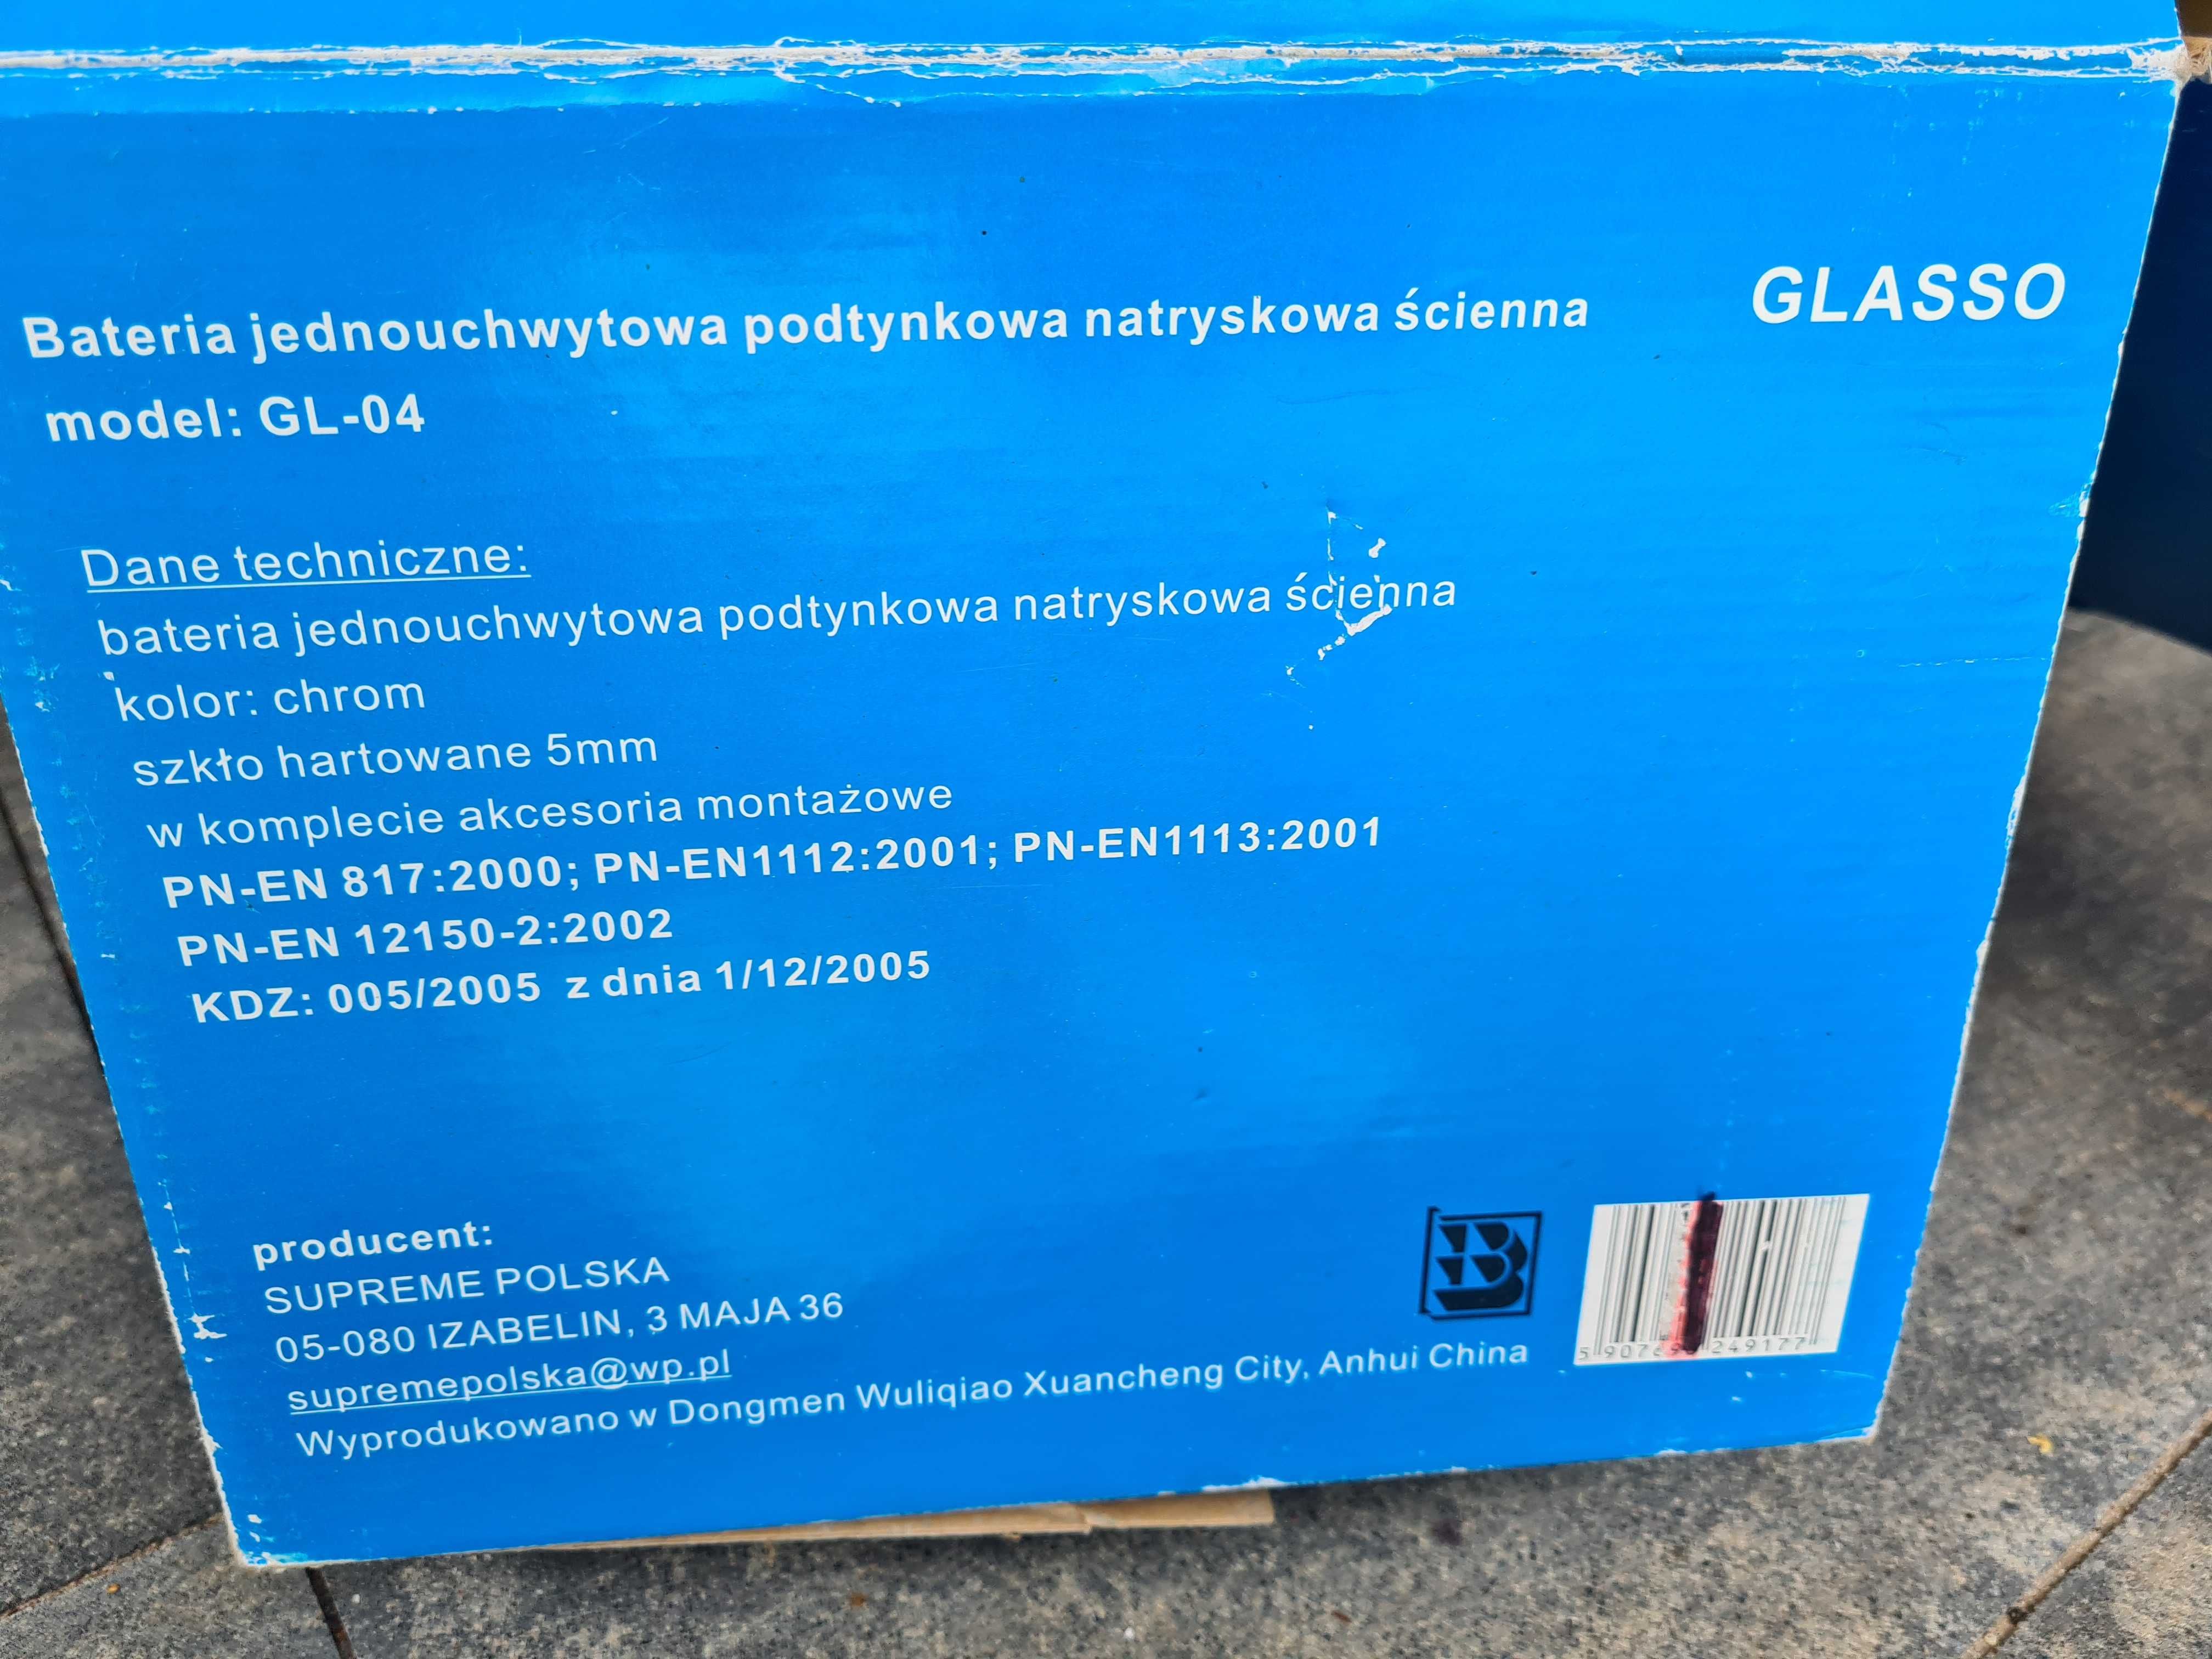 Bateria jednouchwytowa podtynkowa natryskowa ścienna
GLASSO
model: GL-04
Dane techniczne:
bateria jednouchwytowa podtynkowa natryskowa ścienna
kolor: chrom
szkło hartowane 5mm
w komplecie akcesoria montażowe
PN-EN 817:2000; PN-EN1112:2001; PN-EN1113:2001
PN-EN 12150-2:2002
KDZ: 005/2005 z dnia 1/12/2005
producent:
SUPREME POLSKA
05-080 IZABELIN, 3 MAJA 36
supremepolska@wp.pl
Wyprodukowano w Dongmen Wuliqiao Xuancheng City, Anhui China
B